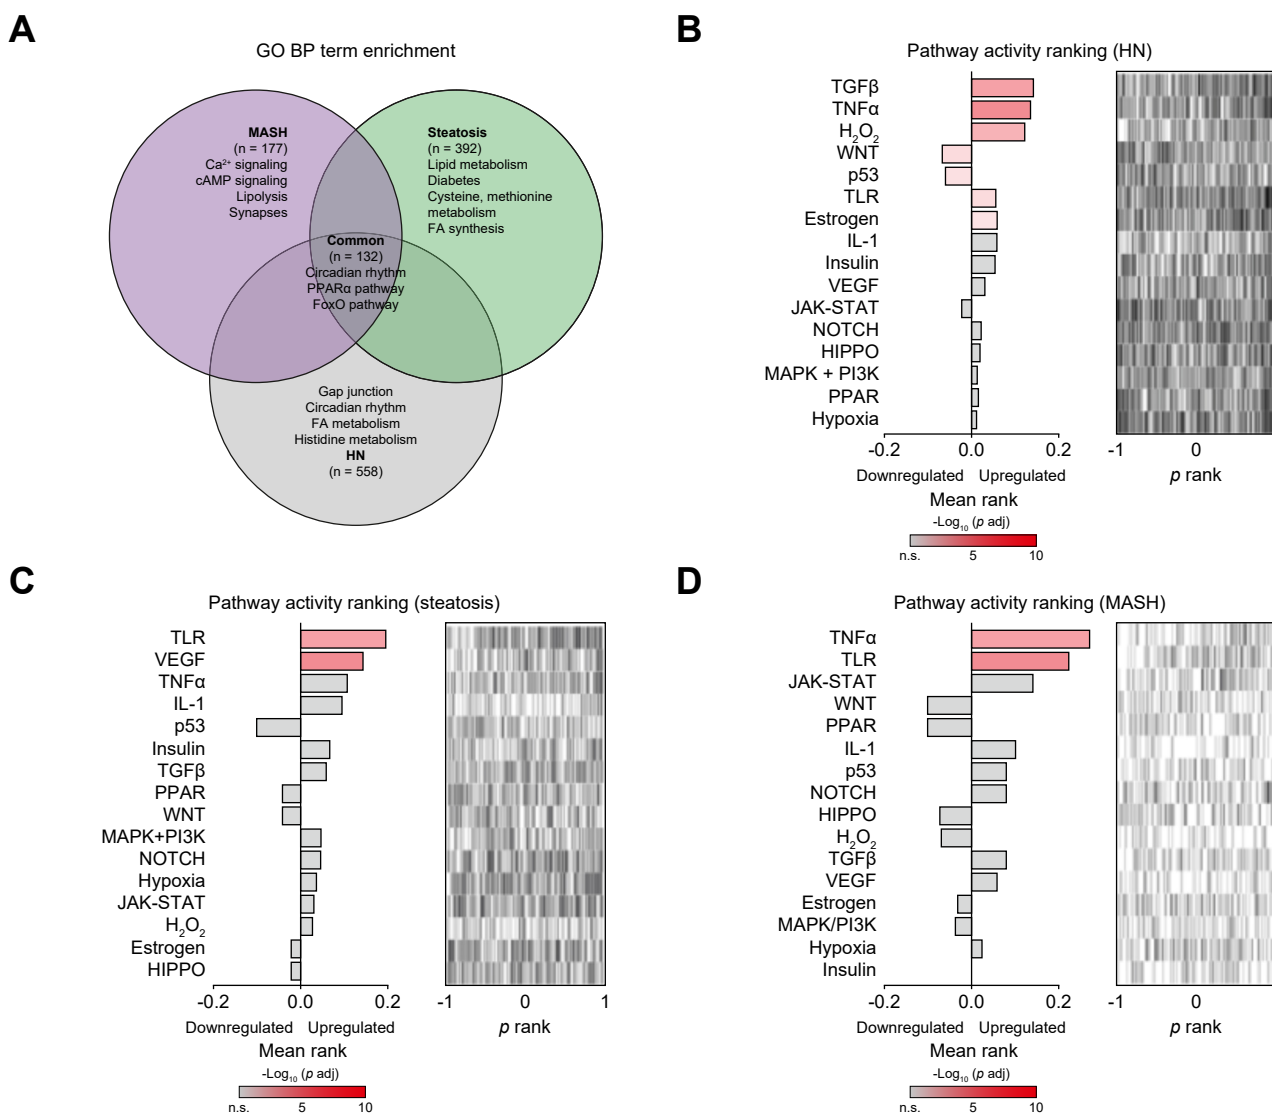 A
GO BP term enrichment
MASH
(n = 177)
Ca²⁺ signaling
cAMP signaling
Lipolysis
Synapses
Steatosis
(n = 392)
Lipid metabolism
Diabetes
Cysteine, methionine
metabolism
FA synthesis
Common
(n = 132)
Circadian rhythm
PPARα pathway
FoxO pathway
Gap junction
Circadian rhythm
FA metabolism
Histidine metabolism
HN
(n = 558)
B
Pathway activity ranking (HN)
TGFβ
TNFα
H₂O₂
WNT
p53
TLR
Estrogen
IL-1
Insulin
VEGF
JAK-STAT
NOTCH
HIPPO
MAPK + PI3K
PPAR
Hypoxia
-0.2 0.0 0.2
Downregulated Upregulated
Mean rank
-Log₁₀ (p adj)
n.s. 5 10
-1 0
p rank
C
Pathway activity ranking (steatosis)
TLR
VEGF
TNFα
IL-1
p53
Insulin
TGFβ
PPAR
WNT
MAPK+PI3K
NOTCH
Hypoxia
JAK-STAT
H₂O₂
Estrogen
HIPPO
-0.2 0.0 0.2
Downregulated Upregulated
Mean rank
-Log₁₀ (p adj)
n.s. 5 10
-1 0 1
p rank
D
Pathway activity ranking (MASH)
TNFα
TLR
JAK-STAT
WNT
PPAR
IL-1
p53
NOTCH
HIPPO
H₂O₂
TGFβ
VEGF
Estrogen
MAPK/PI3K
Hypoxia
Insulin
-0.2 0.0 0.2
Downregulated Upregulated
Mean rank
-Log₁₀ (p adj)
n.s. 5 10
-1 0
p rank